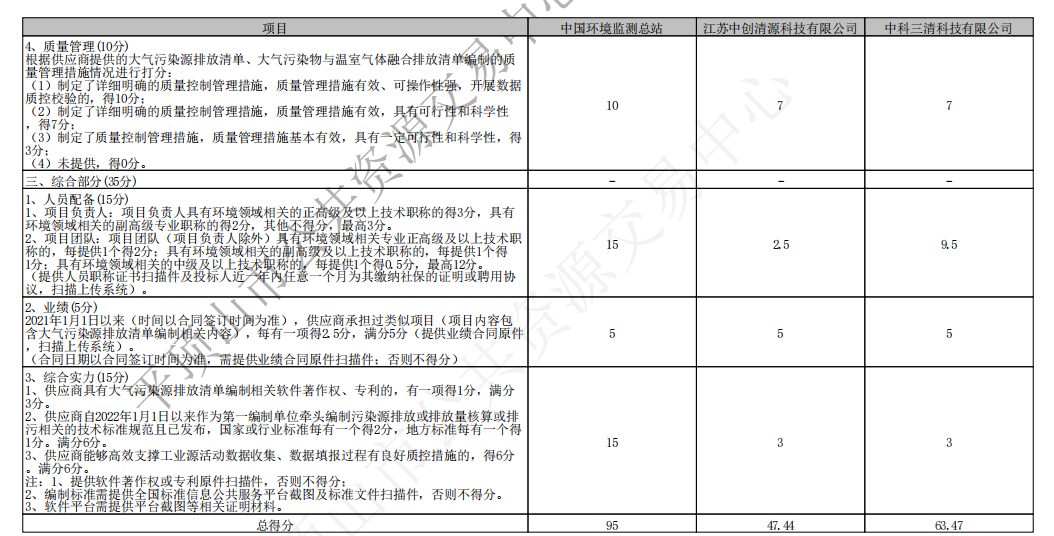 项目 中国环境监测总站 江苏中创清源科技有限公司 中科三清科技有限公司
4、质量管理(10分)
根据供应商提供的大气污染源排放清单、大气污染物与温室气体融合排放清单编制的质
量管理措施情况进行打分：
（1）制定了详细明确的质量控制管理措施，质量管理措施有效、可操作性强，开展数据
质控校验的，得10分；
（2）制定了详细明确的质量控制管理措施，质量管理措施有效，具有可行性和科学性
，得7分；
（3）制定了质量控制管理措施，质量管理措施基本有效，具有一定可行性和科学性，得
3分；
（4）未提供，得0分。
10 7 7
三、综合部分(35分) － － －
1、人员配备(15分)
1、项目负责人：项目负责人具有环境领域相关的正高级及以上技术职称的得3分，具有
环境领域相关的副高级专业职称的得2分，其他不得分，最高3分。
2、项目团队：项目团队（项目负责人除外）具有环境领域相关专业正高级及以上技术职
称的，每提供1个得2分；具有环境领域相关的副高级及以上技术职称的，每提供1个得
1分；具有环境领域相关的中级及以上技术职称的，每提供1个得0.5分，最高12分。
（提供人员职称证书扫描件及投标人近一年内任意一个月为其缴纳社保的证明或聘用协
议，扫描上传系统）。
15 2.5 9.5
2、业绩(5分)
2021年1月1日以来（时间以合同签订时间为准），供应商承担过类似项目（项目内容包
含大气污染源排放清单编制相关内容），每有一项得2.5分，满分5分（提供业绩合同原件
，扫描上传系统）。
（合同日期以合同签订时间为准，需提供业绩合同原件扫描件；否则不得分）
5 5 5
3、综合实力(15分)
1、供应商具有大气污染源排放清单编制相关软件著作权、专利的，有一项得1分，满分
3分。
2、供应商自2022年1月1日以来作为第一编制单位牵头编制污染源排放或排放量核算或排
污相关的技术标准规范且已发布，国家或行业标准每有一个得2分，地方标准每有一个得
1分。满分6分。
3、供应商能够高效支撑工业源活动数据收集、数据填报过程有良好质控措施的，得6分
。满分6分。
注：1、提供软件著作权或专利原件扫描件，否则不得分；
2、编制标准需提供全国标准信息公共服务平台截图及标准文件扫描件，否则不得分。
3、软件平台需提供平台截图等相关证明材料。
15 3 3
总得分 95 47.44 63.47
平顶山市公共资源交易中心
平顶山市公共资源交易中心